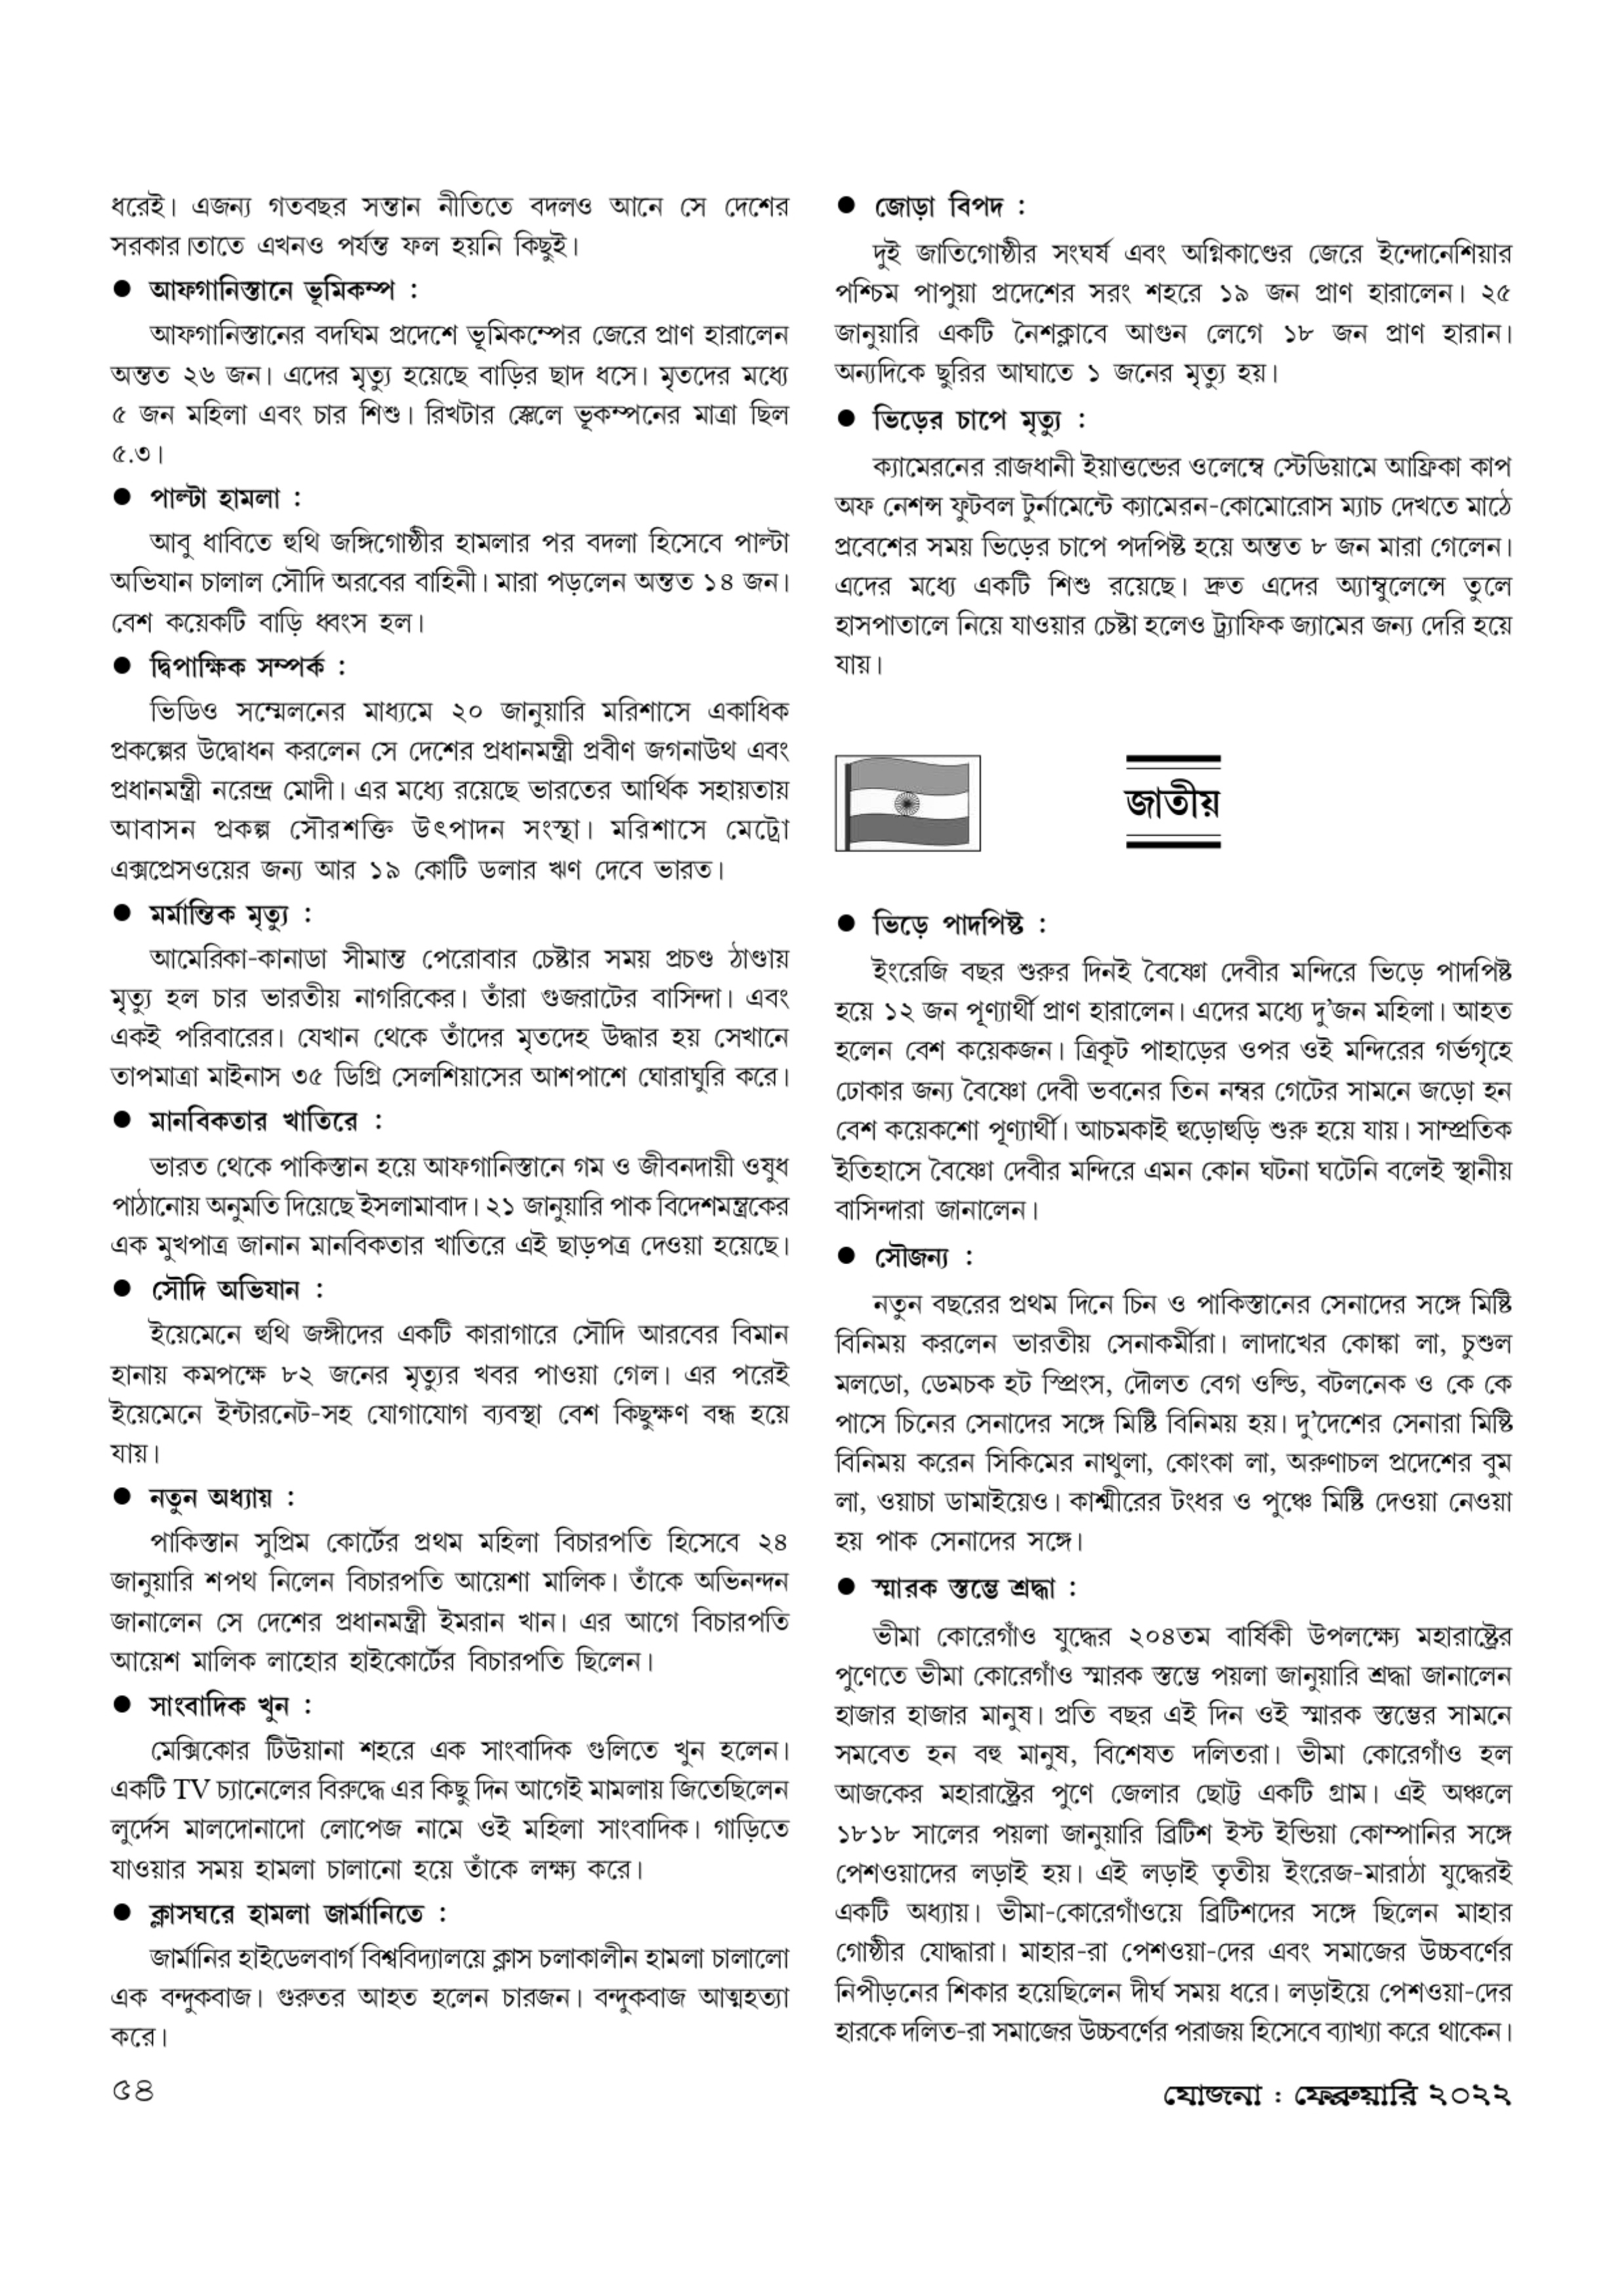 ধরেই। এজন্য গতবছর সন্তান নীতিতে বদলও আনে সে দেশের
সরকার।তাতে এখনও পর্যন্ত ফল হয়নি কিছুই।
● আফগানিস্তানে ভূমিকম্প :
আফগানিস্তানের বদঘিম প্রদেশে ভূমিকম্পের জেরে প্রাণ হারালেন
অন্তত ২৬ জন। এদের মৃত্যু হয়েছে বাড়ির ছাদ ধসে। মৃতদের মধ্যে
৫ জন মহিলা এবং চার শিশু। রিখটার স্কেলে ভূকম্পনের মাত্রা ছিল
৫.৩।
● পাল্টা হামলা :
আবু ধাবিতে হুথি জঙ্গিগোষ্ঠীর হামলার পর বদলা হিসেবে পাল্টা
অভিযান চালাল সৌদি অরবের বাহিনী। মারা পড়লেন অন্তত ১৪ জন।
বেশ কয়েকটি বাড়ি ধ্বংস হল।
● দ্বিপাক্ষিক সম্পর্ক :
ভিডিও সম্মেলনের মাধ্যমে ২০ জানুয়ারি মরিশাসে একাধিক
প্রকল্পের উদ্বোধন করলেন সে দেশের প্রধানমন্ত্রী প্রবীণ জগনাউথ এবং
প্রধানমন্ত্রী নরেন্দ্র মোদী। এর মধ্যে রয়েছে ভারতের আর্থিক সহায়তায়
আবাসন প্রকল্প সৌরশক্তি উৎপাদন সংস্থা। মরিশাসে মেট্রো
এক্সপ্রেসওয়ের জন্য আর ১৯ কোটি ডলার ঋণ দেবে ভারত।
● মর্মান্তিক মৃত্যু :
আমেরিকা-কানাডা সীমান্ত পেরোবার চেষ্টার সময় প্রচণ্ড ঠাণ্ডায়
মৃত্যু হল চার ভারতীয় নাগরিকের। তাঁরা গুজরাটের বাসিন্দা। এবং
একই পরিবারের। যেখান থেকে তাঁদের মৃতদেহ উদ্ধার হয় সেখানে
তাপমাত্রা মাইনাস ৩৫ ডিগ্রি সেলশিয়াসের আশপাশে ঘোরাঘুরি করে।
● মানবিকতার খাতিরে :
ভারত থেকে পাকিস্তান হয়ে আফগানিস্তানে গম ও জীবনদায়ী ওষুধ
পাঠানোয় অনুমতি দিয়েছে ইসলামাবাদ। ২১ জানুয়ারি পাক বিদেশমন্ত্রকের
এক মুখপাত্র জানান মানবিকতার খাতিরে এই ছাড়পত্র দেওয়া হয়েছে।
● সৌদি অভিযান :
ইয়েমেনে হুথি জঙ্গীদের একটি কারাগারে সৌদি আরবের বিমান
হানায় কমপক্ষে ৮২ জনের মৃত্যুর খবর পাওয়া গেল। এর পরেই
ইয়েমেনে ইন্টারনেট-সহ যোগাযোগ ব্যবস্থা বেশ কিছুক্ষণ বন্ধ হয়ে
যায়।
● নতুন অধ্যায় :
পাকিস্তান সুপ্রিম কোর্টের প্রথম মহিলা বিচারপতি হিসেবে ২৪
জানুয়ারি শপথ নিলেন বিচারপতি আয়েশা মালিক। তাঁকে অভিনন্দন
জানালেন সে দেশের প্রধানমন্ত্রী ইমরান খান। এর আগে বিচারপতি
আয়েশ মালিক লাহোর হাইকোর্টের বিচারপতি ছিলেন।
● সাংবাদিক খুন :
মেক্সিকোর টিউয়ানা শহরে এক সাংবাদিক গুলিতে খুন হলেন।
একটি TV চ্যানেলের বিরুদ্ধে এর কিছু দিন আগেই মামলায় জিতেছিলেন
লুর্দেস মালদোনাদো লোপেজ নামে ওই মহিলা সাংবাদিক। গাড়িতে
যাওয়ার সময় হামলা চালানো হয়ে তাঁকে লক্ষ্য করে।
● ক্লাসঘরে হামলা জার্মানিতে :
জার্মানির হাইডেলবার্গ বিশ্ববিদ্যালয়ে ক্লাস চলাকালীন হামলা চালালো
এক বন্দুকবাজ। গুরুতর আহত হলেন চারজন। বন্দুকবাজ আত্মহত্যা
করে।
● জোড়া বিপদ :
দুই জাতিগোষ্ঠীর সংঘর্ষ এবং অগ্নিকাণ্ডের জেরে ইন্দোনেশিয়ার
পশ্চিম পাপুয়া প্রদেশের সরং শহরে ১৯ জন প্রাণ হারালেন। ২৫
জানুয়ারি একটি নৈশক্লাবে আগুন লেগে ১৮ জন প্রাণ হারান।
অন্যদিকে ছুরির আঘাতে ১ জনের মৃত্যু হয়।
● ভিড়ের চাপে মৃত্যু :
ক্যামেরনের রাজধানী ইয়াওন্ডের ওলেম্বে স্টেডিয়ামে আফ্রিকা কাপ
অফ নেশন্স ফুটবল টুর্নামেন্টে ক্যামেরন-কোমোরোস ম্যাচ দেখতে মাঠে
প্রবেশের সময় ভিড়ের চাপে পদপিষ্ট হয়ে অন্তত ৮ জন মারা গেলেন।
এদের মধ্যে একটি শিশু রয়েছে। দ্রুত এদের অ্যাম্বুলেন্সে তুলে
হাসপাতালে নিয়ে যাওয়ার চেষ্টা হলেও ট্র্যাফিক জ্যামের জন্য দেরি হয়ে
যায়।
জাতীয়
● ভিড়ে পাদপিষ্ট :
ইংরেজি বছর শুরুর দিনই বৈষ্ণো দেবীর মন্দিরে ভিড়ে পাদপিষ্ট
হয়ে ১২ জন পূণ্যার্থী প্রাণ হারালেন। এদের মধ্যে দু'জন মহিলা। আহত
হলেন বেশ কয়েকজন। ত্রিকূট পাহাড়ের ওপর ওই মন্দিরের গর্ভগৃহে
ঢোকার জন্য বৈষ্ণো দেবী ভবনের তিন নম্বর গেটের সামনে জড়ো হন
বেশ কয়েকশো পূণ্যার্থী। আচমকাই হুড়োহুড়ি শুরু হয়ে যায়। সাম্প্রতিক
ইতিহাসে বৈষ্ণো দেবীর মন্দিরে এমন কোন ঘটনা ঘটেনি বলেই স্থানীয়
বাসিন্দারা জানালেন।
● সৌজন্য :
নতুন বছরের প্রথম দিনে চিন ও পাকিস্তানের সেনাদের সঙ্গে মিষ্টি
বিনিময় করলেন ভারতীয় সেনাকর্মীরা। লাদাখের কোঙ্কা লা, চুশুল
মলডো, ডেমচক হট স্প্রিংস, দৌলত বেগ ওল্ডি, বটলনেক ও কে কে
পাসে চিনের সেনাদের সঙ্গে মিষ্টি বিনিময় হয়। দু'দেশের সেনারা মিষ্টি
বিনিময় করেন সিকিমের নাথুলা, কোংকা লা, অরুণাচল প্রদেশের বুম
লা, ওয়াচা ডামাইয়েও। কাশ্মীরের টংধর ও পুঞ্চে মিষ্টি দেওয়া নেওয়া
হয় পাক সেনাদের সঙ্গে।
● স্মারক স্তম্ভে শ্রদ্ধা :
ভীমা কোরেগাঁও যুদ্ধের ২০৪তম বার্ষিকী উপলক্ষ্যে মহারাষ্ট্রের
পুণেতে ভীমা কোরেগাঁও স্মারক স্তম্ভে পয়লা জানুয়ারি শ্রদ্ধা জানালেন
হাজার হাজার মানুষ। প্রতি বছর এই দিন ওই স্মারক স্তম্ভের সামনে
সমবেত হন বহু মানুষ, বিশেষত দলিতরা। ভীমা কোরেগাঁও হল
আজকের মহারাষ্ট্রের পুণে জেলার ছোট্ট একটি গ্রাম। এই অঞ্চলে
১৮১৮ সালের পয়লা জানুয়ারি ব্রিটিশ ইস্ট ইন্ডিয়া কোম্পানির সঙ্গে
পেশওয়াদের লড়াই হয়। এই লড়াই তৃতীয় ইংরেজ-মারাঠা যুদ্ধেরই
একটি অধ্যায়। ভীমা-কোরেগাঁওয়ে ব্রিটিশদের সঙ্গে ছিলেন মাহার
গোষ্ঠীর যোদ্ধারা। মাহার-রা পেশওয়া-দের এবং সমাজের উচ্চবর্ণের
নিপীড়নের শিকার হয়েছিলেন দীর্ঘ সময় ধরে। লড়াইয়ে পেশওয়া-দের
হারকে দলিত-রা সমাজের উচ্চবর্ণের পরাজয় হিসেবে ব্যাখ্যা করে থাকেন।
৫৪
যোজনা : ফেব্রুয়ারি ২০২২